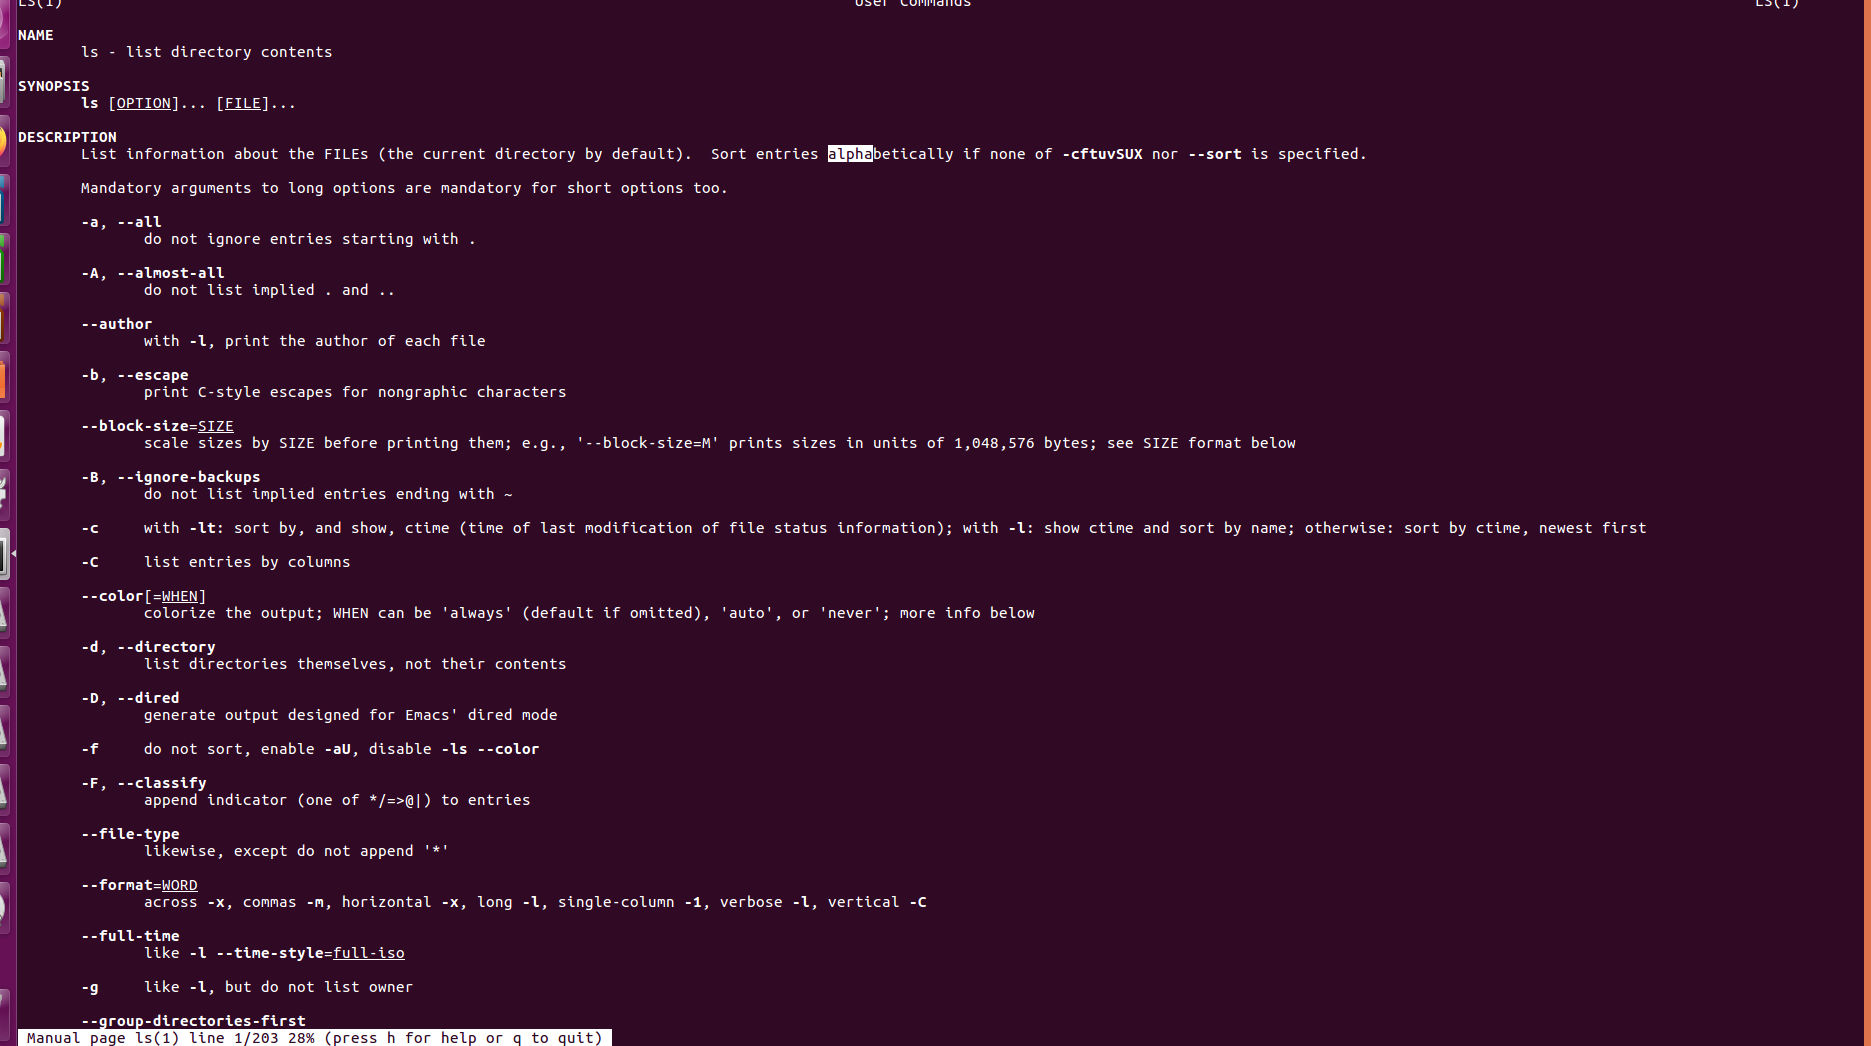 LS(1) User Commands LS(1)
NAME
ls - list directory contents
SYNOPSIS
ls [OPTION]... [FILE]...
DESCRIPTION
List information about the FILEs (the current directory by default).  Sort entries alphabetically if none of -cftuvSUX nor --sort is specified.
Mandatory arguments to long options are mandatory for short options too.
-a, --all
do not ignore entries starting with .
-A, --almost-all
do not list implied . and ..
--author
with -l, print the author of each file
-b, --escape
print C-style escapes for nongraphic characters
--block-size=SIZE
scale sizes by SIZE before printing them; e.g., '--block-size=M' prints sizes in units of 1,048,576 bytes; see SIZE format below
-B, --ignore-backups
do not list implied entries ending with ~
-c with -lt: sort by, and show, ctime (time of last modification of file status information); with -l: show ctime and sort by name; otherwise: sort by ctime, newest first
-C list entries by columns
--color[=WHEN]
colorize the output; WHEN can be 'always' (default if omitted), 'auto', or 'never'; more info below
-d, --directory
list directories themselves, not their contents
-D, --dired
generate output designed for Emacs' dired mode
-f do not sort, enable -aU, disable -ls --color
-F, --classify
append indicator (one of */=>@|) to entries
--file-type
likewise, except do not append '*'
--format=WORD
across -x, commas -m, horizontal -x, long -l, single-column -1, verbose -l, vertical -C
--full-time
like -l --time-style=full-iso
-g like -l, but do not list owner
--group-directories-first
Manual page ls(1) line 1/203 28% (press h for help or q to quit)